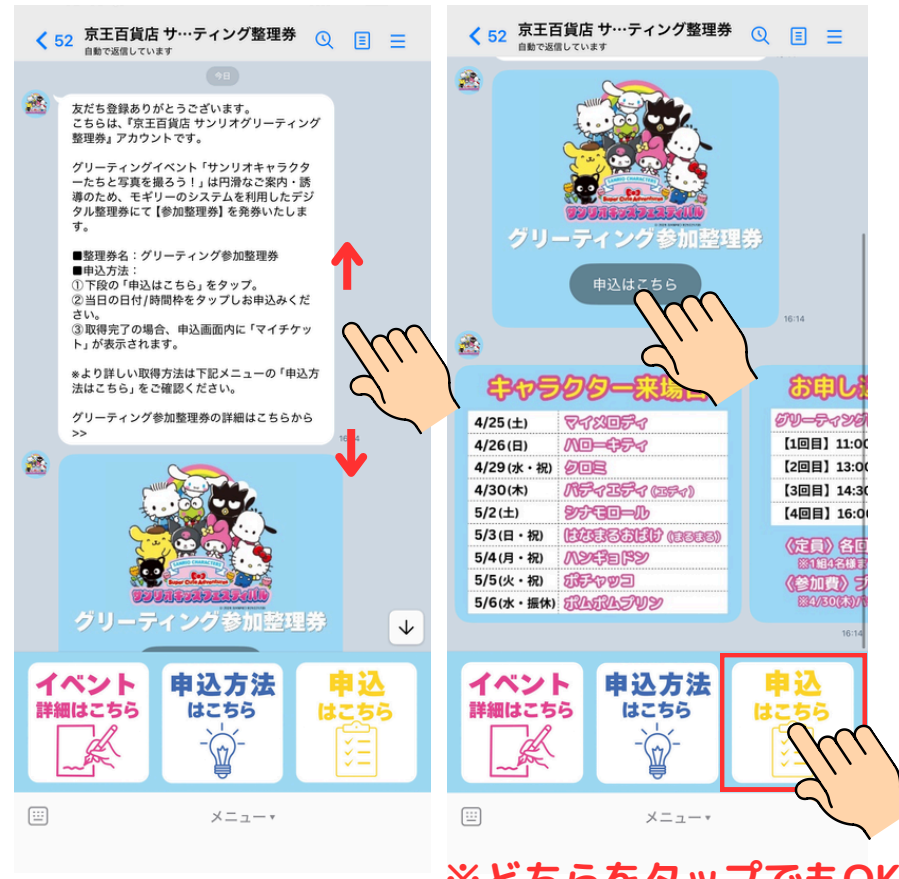 52 京王百貨店 サ…ティング整理券
自動で返信しています
今日
友だち登録ありがとうございます。
こちらは、『京王百貨店 サンリオグリーティング
整理券』アカウントです。
グリーティングイベント「サンリオキャラクタ
ーたちと写真を撮ろう！」は円滑なご案内・誘
導のため、モギリーのシステムを利用したデジ
タル整理券にて【参加整理券】を発券いたしま
す。
■整理券名：グリーティング参加整理券
■申込方法：
①下段の「申込はこちら」をタップ。
②当日の日付/時間枠をタップしお申込みくだ
さい。
③取得完了の場合、申込画面内に「マイチケッ
ト」が表示されます。
※より詳しい取得方法は下記メニューの「申込方
法はこちら」をご確認ください。
グリーティング参加整理券の詳細はこちらから
>>
SANRIO CHARACTERS
Super Cute Adventures
サンリオキッズフェスティバル
グリーティング参加整理券
イベント
詳細はこちら
申込方法
はこちら
申込
はこちら
メニュー▾
52 京王百貨店 サ…ティング整理券
自動で返信しています
SANRIO CHARACTERS
Super Cute Adventures
サンリオキッズフェスティバル
グリーティング参加整理券
申込はこちら
16:14
キャラクター来場
4/25(土) マイメロディ
4/26(日) ハローキティ
4/29(水・祝) クロミ
4/30(木) バディエディ(エディ)
5/2(土) シナモロール
5/3(日・祝) はなまるおばけ(まるまる)
5/4(月・祝) ハンギョドン
5/5(火・祝) ポチャッコ
5/6(水・振休) ポムポムプリン
お申し
グリーティング
【1回目】11:00
【2回目】13:00
【3回目】14:30
【4回目】16:0
《定員》各回
※1組4名様ま
《参加費》
※4/30(木)
16:14
イベント
詳細はこちら
申込方法
はこちら
申込
はこちら
メニュー▾
※どちらをタップでもOK